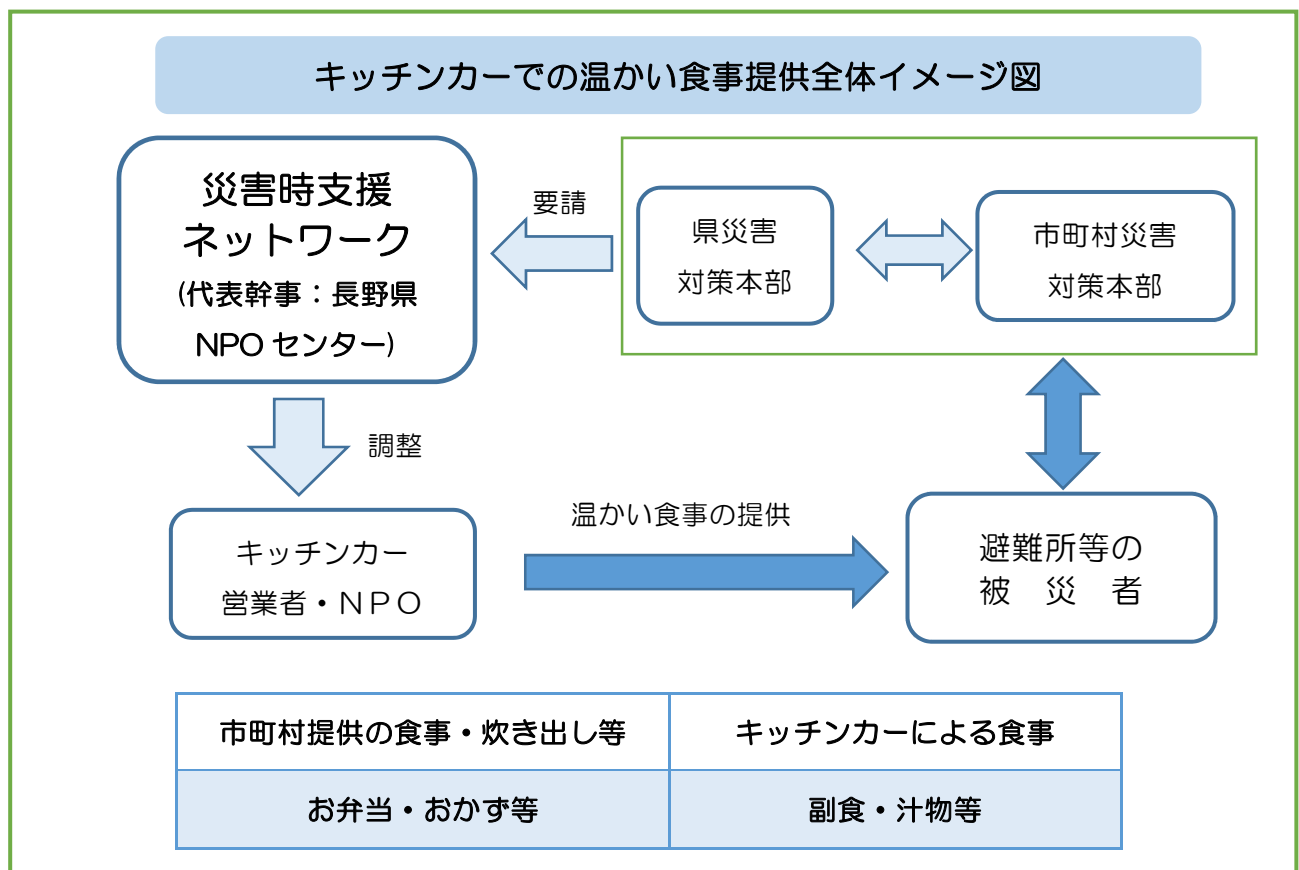 キッチンカーでの温かい食事提供全体イメージ図
災害時支援
ネットワーク
(代表幹事：長野県
NPO センター)
要請
県災害
対策本部
市町村災害
対策本部
調整
キッチンカー
営業者・ＮＰＯ
温かい食事の提供
避難所等の
被　災　者
市町村提供の食事・炊き出し等
キッチンカーによる食事
お弁当・おかず等
副食・汁物等